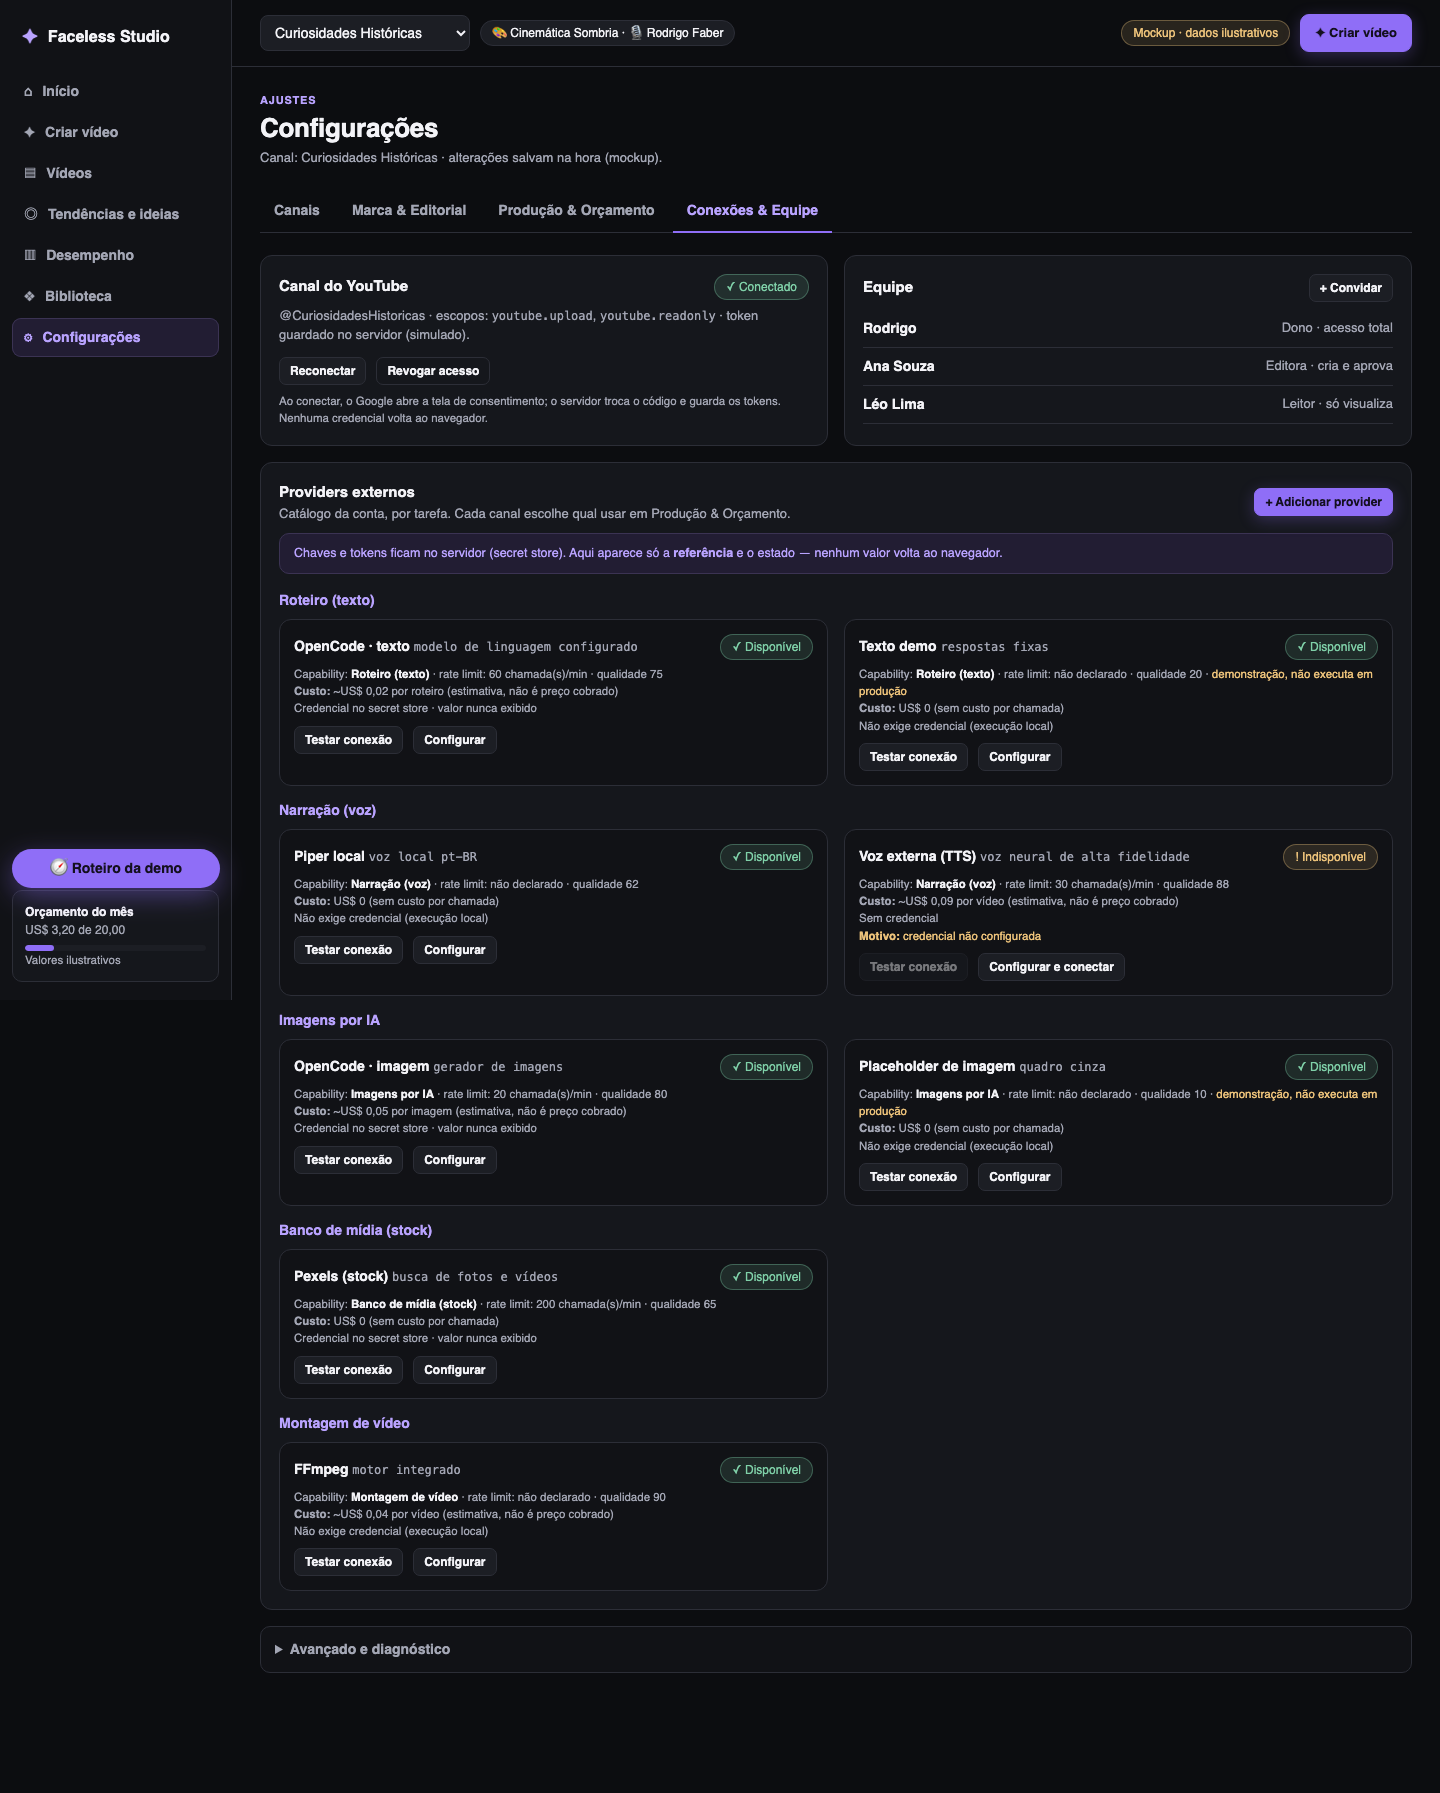 Faceless Studio
Início
Criar vídeo
Vídeos
Tendências e ideias
Desempenho
Biblioteca
Configurações
Roteiro da demo
Orçamento do mês
US$ 3,20 de 20,00
Valores ilustrativos
Curiosidades Históricas
Cinemática Sombria · Rodrigo Faber
Mockup · dados ilustrativos
Criar vídeo
AJUSTES
Configurações
Canal: Curiosidades Históricas · alterações salvam na hora (mockup).
Canais
Marca & Editorial
Produção & Orçamento
Conexões & Equipe
Canal do YouTube
✓ Conectado
@CuriosidadesHistoricas · escopos: youtube.upload, youtube.readonly · token
guardado no servidor (simulado).
Reconectar
Revogar acesso
Ao conectar, o Google abre a tela de consentimento; o servidor troca o código e guarda os tokens.
Nenhuma credencial volta ao navegador.
Equipe
+ Convidar
Rodrigo
Dono · acesso total
Ana Souza
Editora · cria e aprova
Léo Lima
Leitor · só visualiza
Providers externos
Catálogo da conta, por tarefa. Cada canal escolhe qual usar em Produção & Orçamento.
+ Adicionar provider
Chaves e tokens ficam no servidor (secret store). Aqui aparece só a referência e o estado — nenhum valor volta ao navegador.
Roteiro (texto)
OpenCode · texto modelo de linguagem configurado
✓ Disponível
Capability: Roteiro (texto) · rate limit: 60 chamada(s)/min · qualidade 75
Custo: ~US$ 0,02 por roteiro (estimativa, não é preço cobrado)
Credencial no secret store · valor nunca exibido
Testar conexão
Configurar
Texto demo respostas fixas
✓ Disponível
Capability: Roteiro (texto) · rate limit: não declarado · qualidade 20 · demonstração, não executa em
produção
Custo: US$ 0 (sem custo por chamada)
Não exige credencial (execução local)
Testar conexão
Configurar
Narração (voz)
Piper local voz local pt-BR
✓ Disponível
Capability: Narração (voz) · rate limit: não declarado · qualidade 62
Custo: US$ 0 (sem custo por chamada)
Não exige credencial (execução local)
Testar conexão
Configurar
Voz externa (TTS) voz neural de alta fidelidade
! Indisponível
Capability: Narração (voz) · rate limit: 30 chamada(s)/min · qualidade 88
Custo: ~US$ 0,09 por vídeo (estimativa, não é preço cobrado)
Sem credencial
Motivo: credencial não configurada
Testar conexão
Configurar e conectar
Imagens por IA
OpenCode · imagem gerador de imagens
✓ Disponível
Capability: Imagens por IA · rate limit: 20 chamada(s)/min · qualidade 80
Custo: ~US$ 0,05 por imagem (estimativa, não é preço cobrado)
Credencial no secret store · valor nunca exibido
Testar conexão
Configurar
Placeholder de imagem quadro cinza
✓ Disponível
Capability: Imagens por IA · rate limit: não declarado · qualidade 10 · demonstração, não executa em
produção
Custo: US$ 0 (sem custo por chamada)
Não exige credencial (execução local)
Testar conexão
Configurar
Banco de mídia (stock)
Pexels (stock) busca de fotos e vídeos
✓ Disponível
Capability: Banco de mídia (stock) · rate limit: 200 chamada(s)/min · qualidade 65
Custo: US$ 0 (sem custo por chamada)
Credencial no secret store · valor nunca exibido
Testar conexão
Configurar
Montagem de vídeo
FFmpeg motor integrado
✓ Disponível
Capability: Montagem de vídeo · rate limit: não declarado · qualidade 90
Custo: ~US$ 0,04 por vídeo (estimativa, não é preço cobrado)
Não exige credencial (execução local)
Testar conexão
Configurar
Avançado e diagnóstico